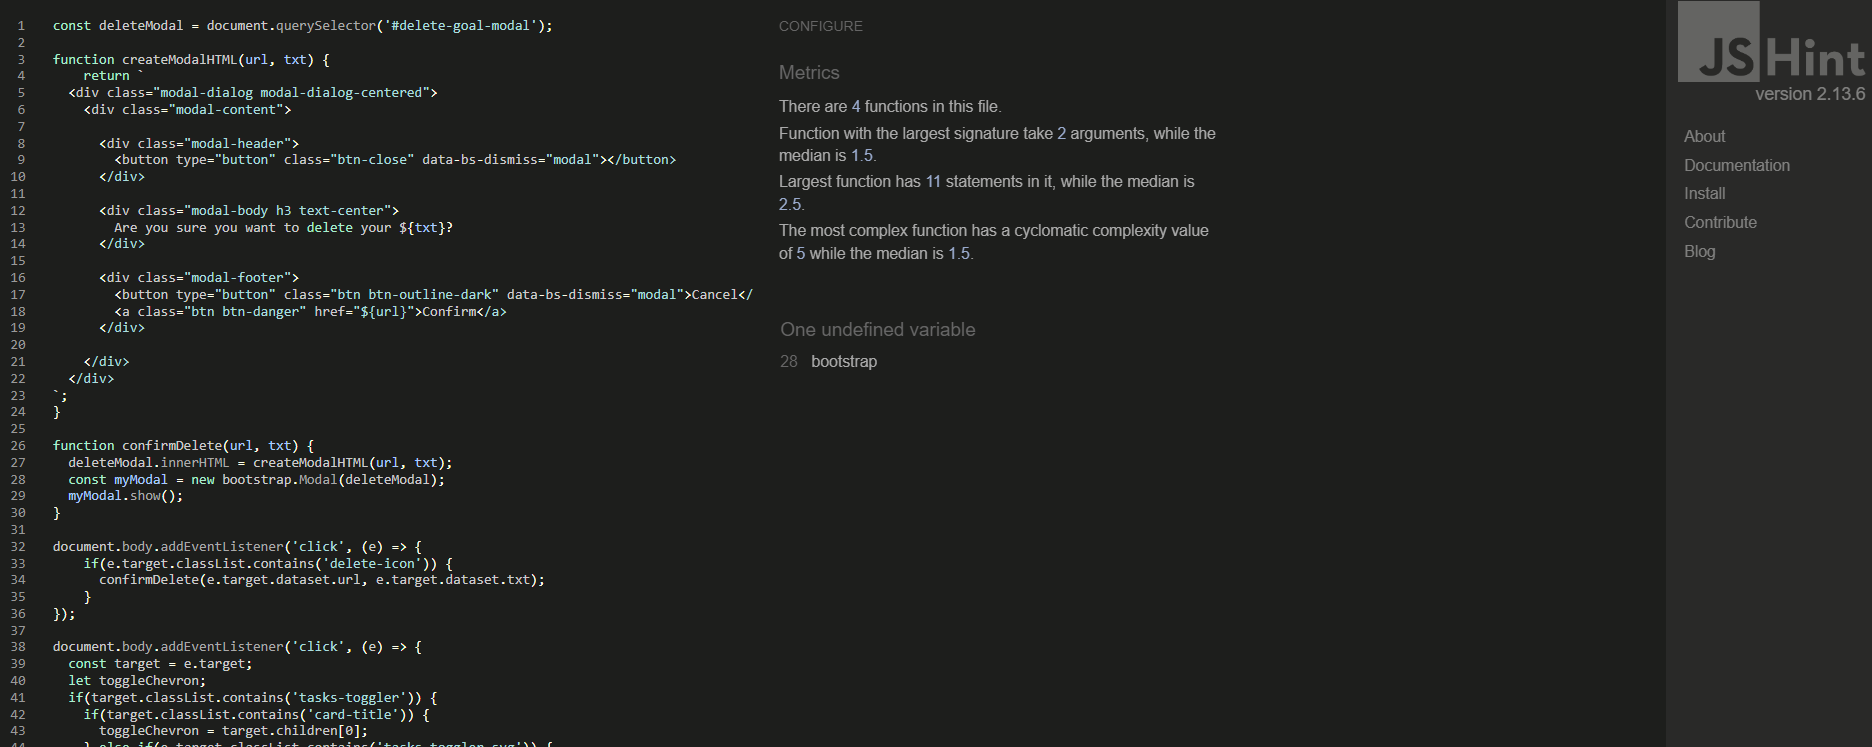 1 const deleteModal = document.querySelector('#delete-goal-modal');
2
3 function createModalHTML(url, txt) {
4 return `
5 <div class="modal-dialog modal-dialog-centered">
6 <div class="modal-content">
7
8 <div class="modal-header">
9 <button type="button" class="btn-close" data-bs-dismiss="modal"></button>
10 </div>
11
12 <div class="modal-body h3 text-center">
13 Are you sure you want to delete your ${txt}?
14 </div>
15
16 <div class="modal-footer">
17 <button type="button" class="btn btn-outline-dark" data-bs-dismiss="modal">Cancel</
18 <a class="btn btn-danger" href="${url}">Confirm</a>
19 </div>
20
21 </div>
22 </div>
23 `;
24 }
25
26 function confirmDelete(url, txt) {
27 deleteModal.innerHTML = createModalHTML(url, txt);
28 const myModal = new bootstrap.Modal(deleteModal);
29 myModal.show();
30 }
31
32 document.body.addEventListener('click', (e) => {
33 if(e.target.classList.contains('delete-icon')) {
34 confirmDelete(e.target.dataset.url, e.target.dataset.txt);
35 }
36 });
37
38 document.body.addEventListener('click', (e) => {
39 const target = e.target;
40 let toggleChevron;
41 if(target.classList.contains('tasks-toggler')) {
42 if(target.classList.contains('card-title')) {
43 toggleChevron = target.children[0];
44 } else if(e.target.classList.contains('tasks-toggler-svg')) {
CONFIGURE
Metrics
There are 4 functions in this file.
Function with the largest signature take 2 arguments, while the
median is 1.5.
Largest function has 11 statements in it, while the median is
2.5.
The most complex function has a cyclomatic complexity value
of 5 while the median is 1.5.
One undefined variable
28 bootstrap
JSHint
version 2.13.6
About
Documentation
Install
Contribute
Blog